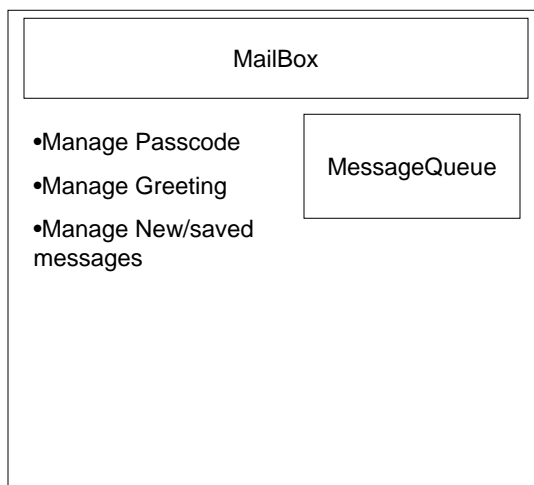 MailBox
•Manage Passcode
•Manage Greeting
•Manage New/saved
messages
MessageQueue